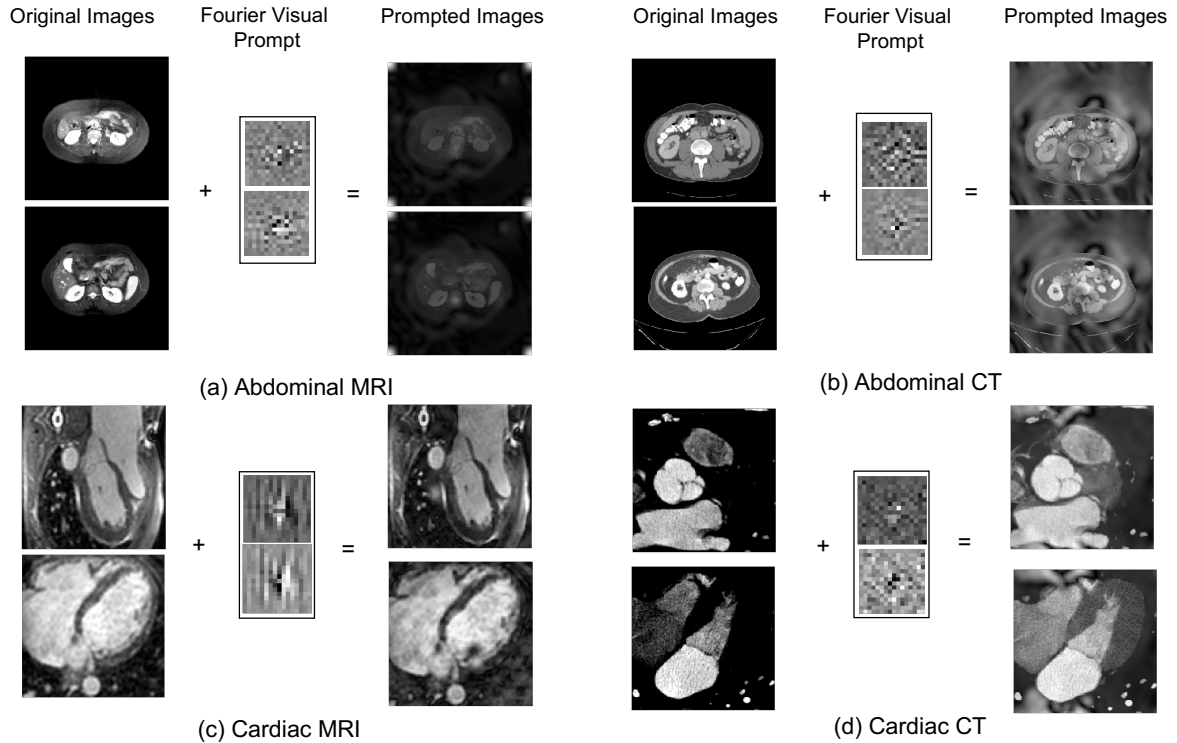 Original Images
Fourier Visual
Prompt
Prompted Images
+
=
(a) Abdominal MRI
Original Images
Fourier Visual
Prompt
Prompted Images
+
=
(b) Abdominal CT
+
=
(c) Cardiac MRI
+
=
(d) Cardiac CT